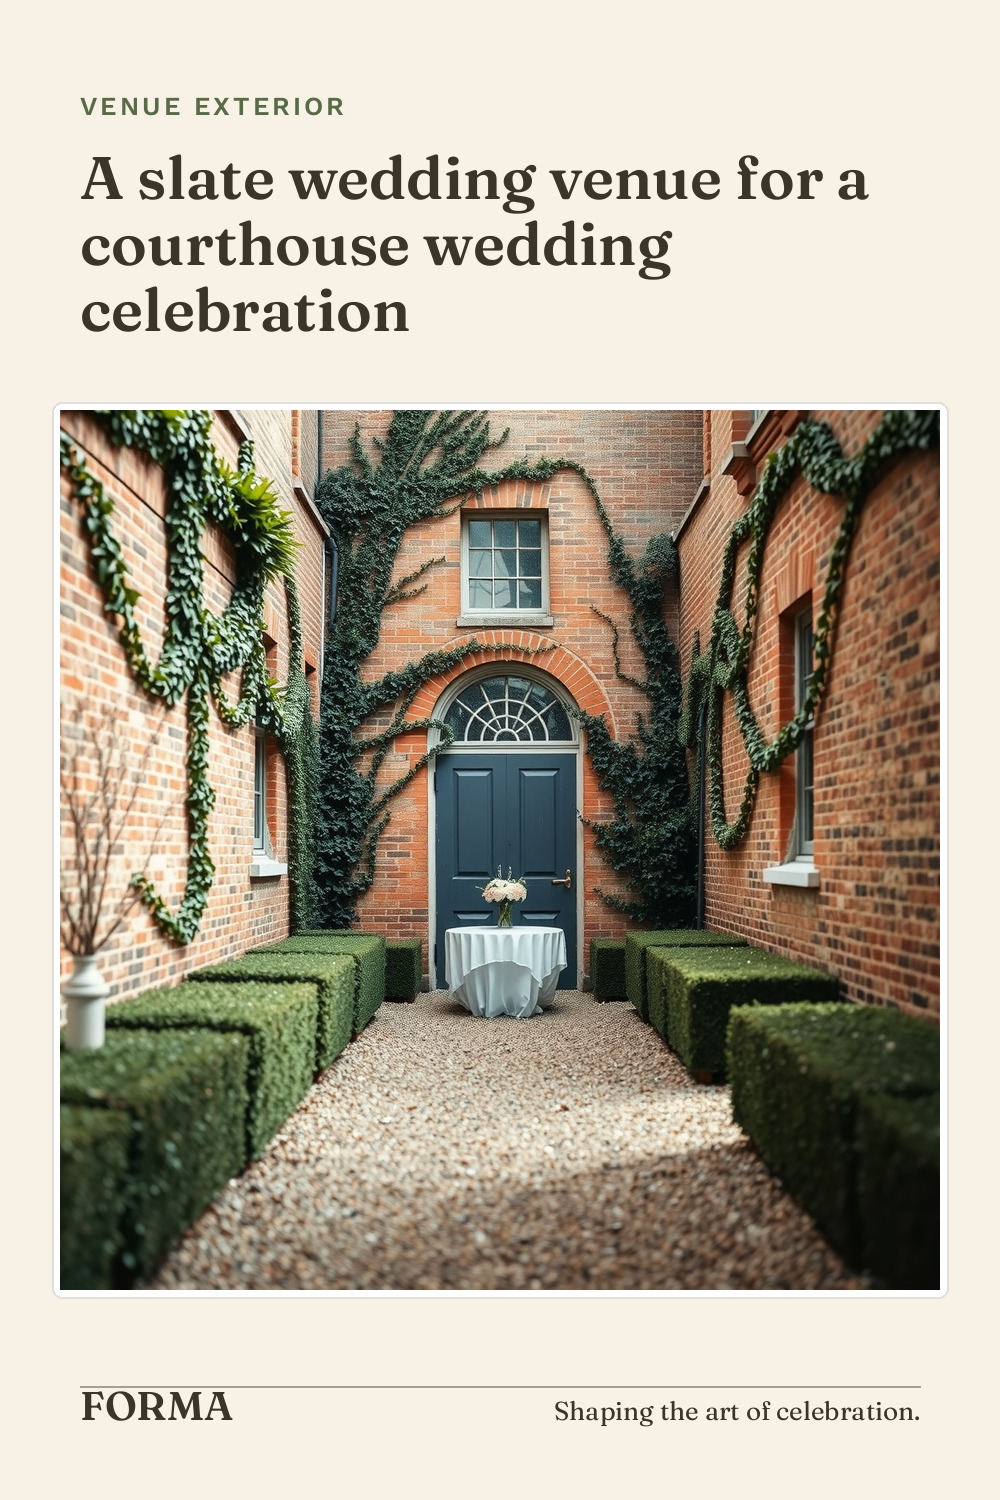 VENUE EXTERIOR
A slate wedding venue for a
courthouse wedding
celebration
FORMA
Shaping the art of celebration.